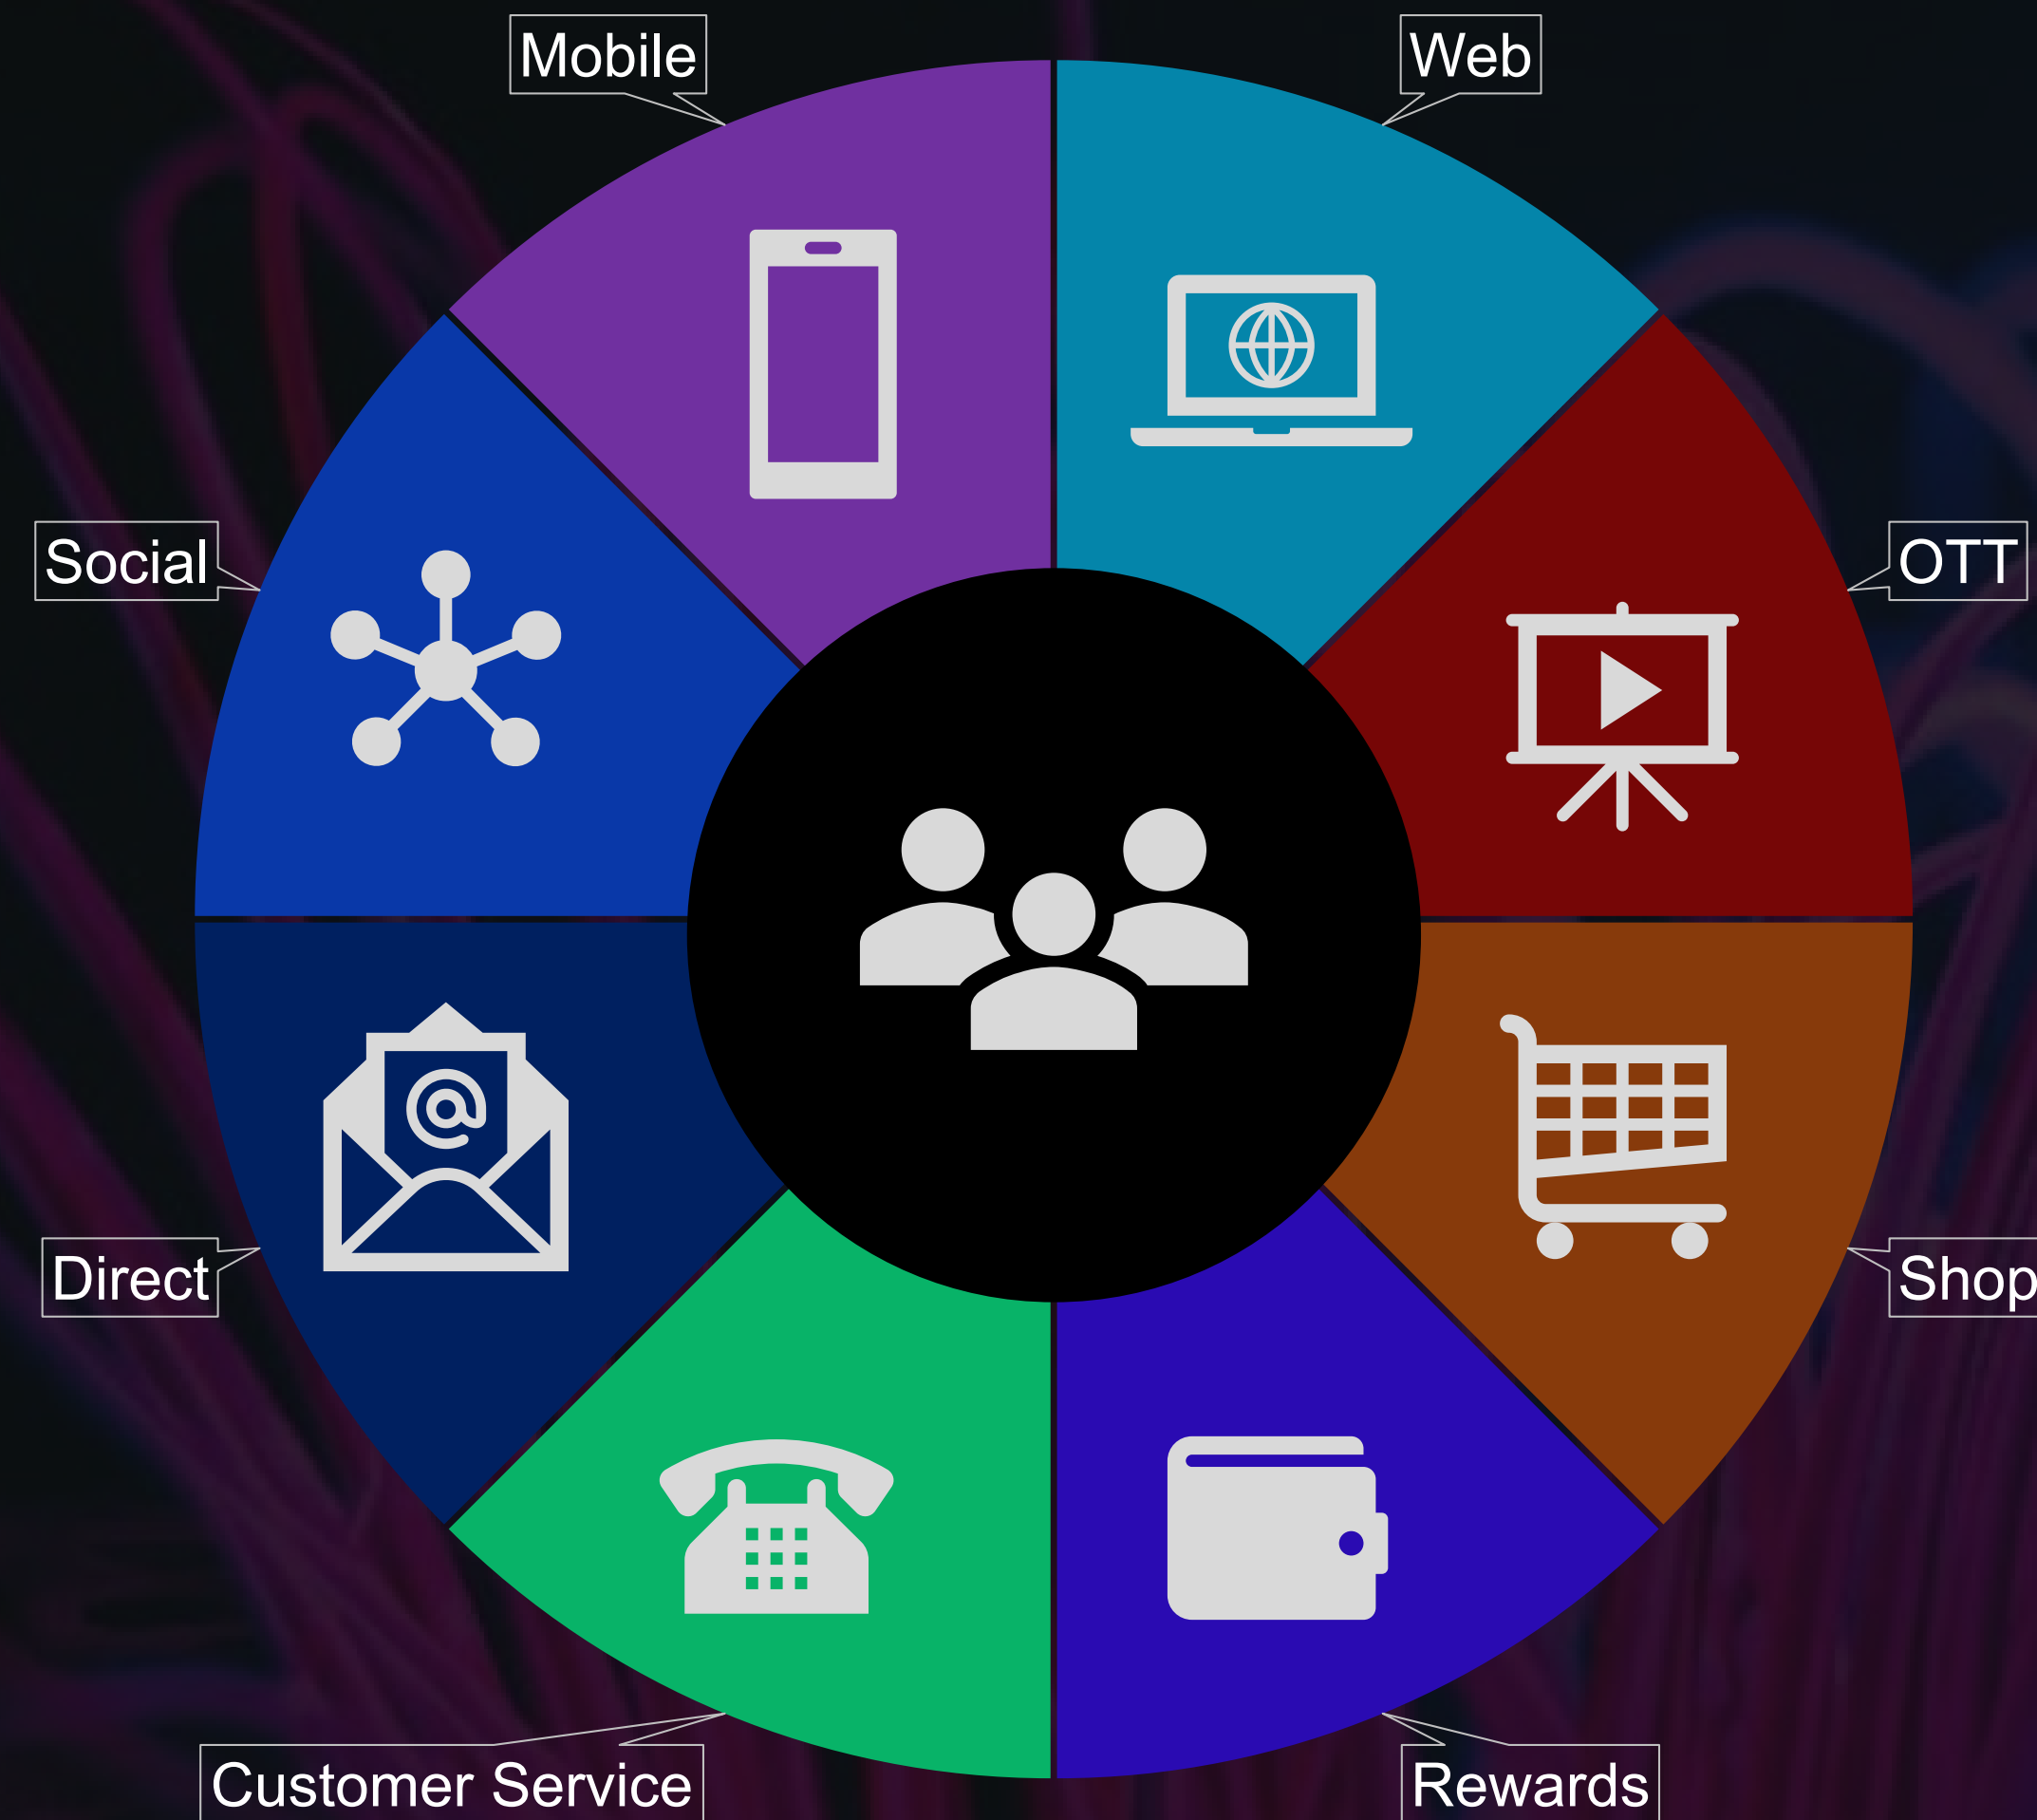 Mobile
Web
Social
OTT
Direct
Shop
Customer Service
Rewards